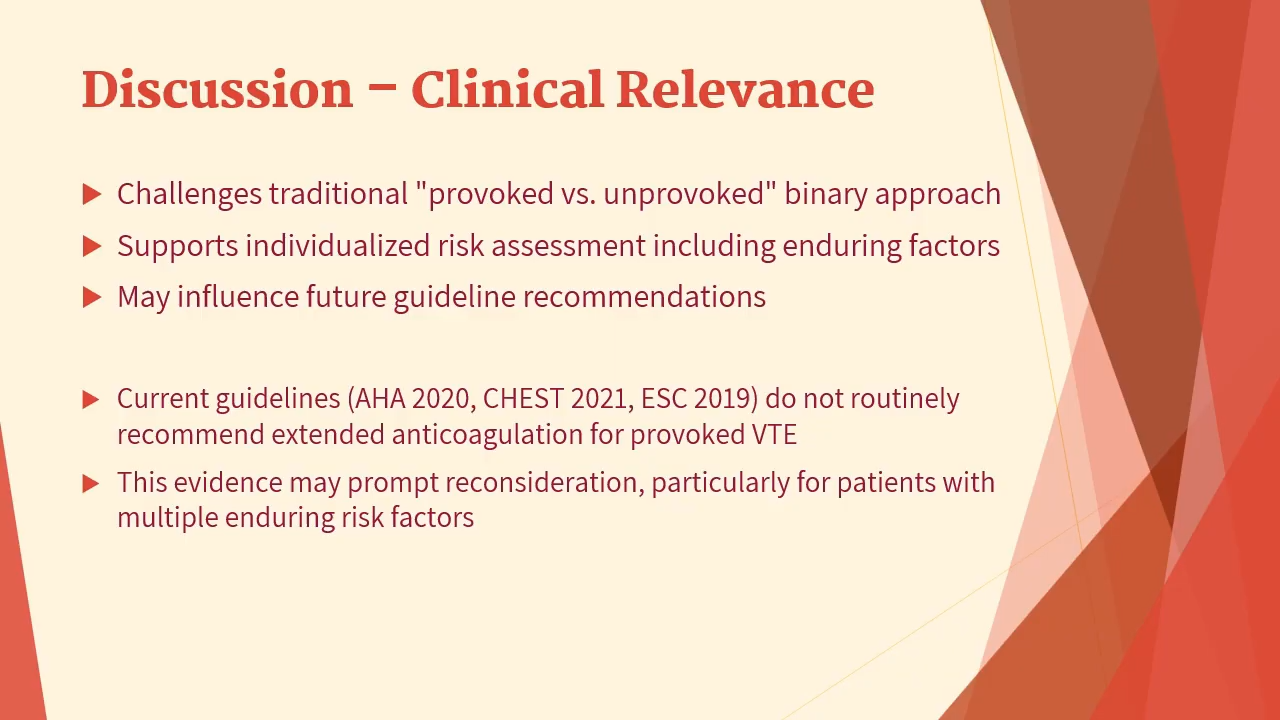 Discussion – Clinical Relevance
Challenges traditional "provoked vs. unprovoked" binary approach
Supports individualized risk assessment including enduring factors
May influence future guideline recommendations
Current guidelines (AHA 2020, CHEST 2021, ESC 2019) do not routinely
recommend extended anticoagulation for provoked VTE
This evidence may prompt reconsideration, particularly for patients with
multiple enduring risk factors